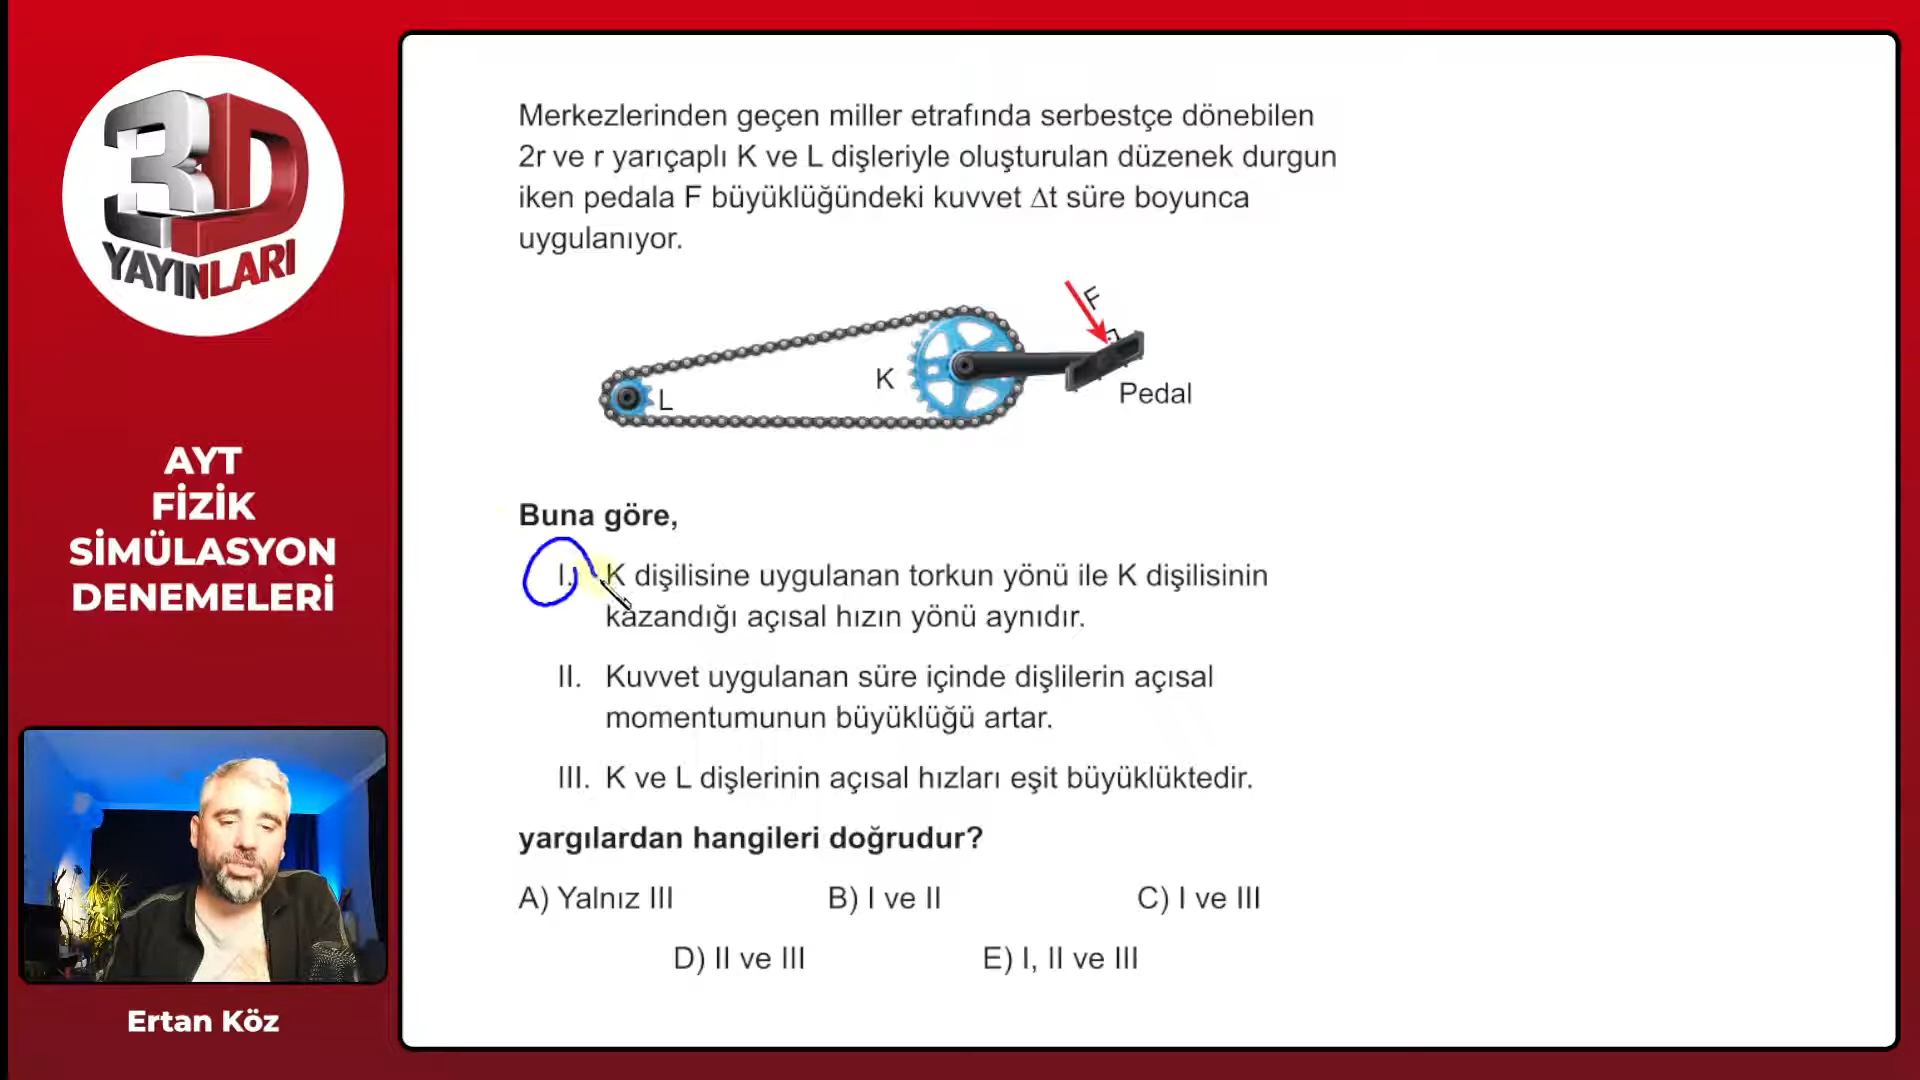 3D
YAYINLARI
AYT
FİZİK
SİMÜLASYON
DENEMELERİ
Ertan Köz
Merkezlerinden geçen miller etrafında serbestçe dönebilen
2r ve r yarıçaplı K ve L dişleriyle oluşturulan düzenek durgun
iken pedala F büyüklüğündeki kuvvet Δt süre boyunca
uygulanıyor.
F
K
L
Pedal
Buna göre,
I. K dişilisine uygulanan torkun yönü ile K dişilisinin
kazandığı açısal hızın yönü aynıdır.
II. Kuvvet uygulanan süre içinde dişlilerin açısal
momentumunun büyüklüğü artar.
III. K ve L dişlerinin açısal hızları eşit büyüklüktedir.
yargılardan hangileri doğrudur?
A) Yalnız III B) I ve II C) I ve III
D) II ve III E) I, II ve III